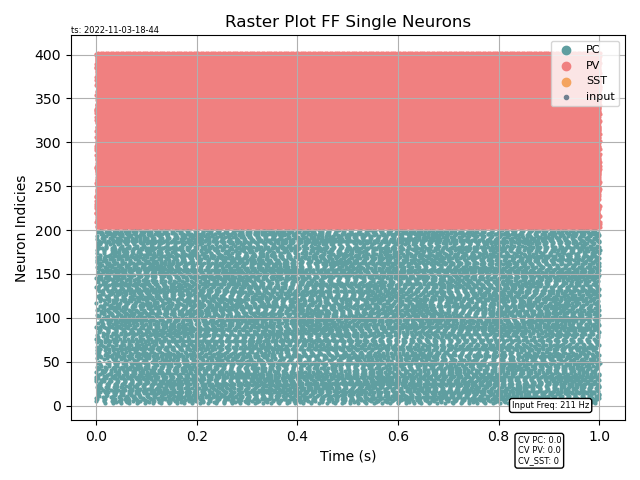 Raster Plot FF Single Neurons
ts: 2022-11-03-18-44
PC
PV
SST
input
400
350
300
250
200
150
100
50
0
Neuron Indicies
Input Freq: 211 Hz
0.0 0.2 0.4 0.6 0.8 1.0
Time (s)
CV PC: 0.0
CV PV: 0.0
CV_SST: 0